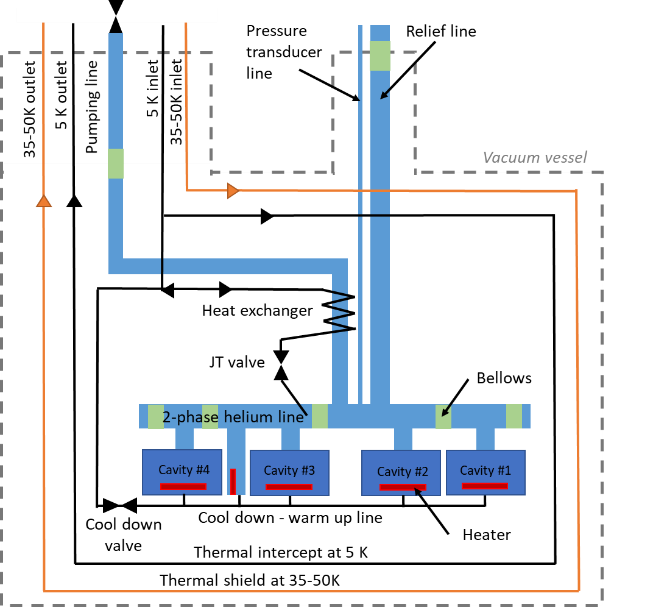 35-50K outlet
5 K outlet
Pumping line
5 K inlet
35-50K inlet
Pressure
transducer
line
Relief line
Vacuum vessel
Heat exchanger
JT valve
Bellows
2-phase helium line
Cavity #4
Cavity #3
Cavity #2
Cavity #1
Cool down
valve
Cool down - warm up line
Heater
Thermal intercept at 5 K
Thermal shield at 35-50K